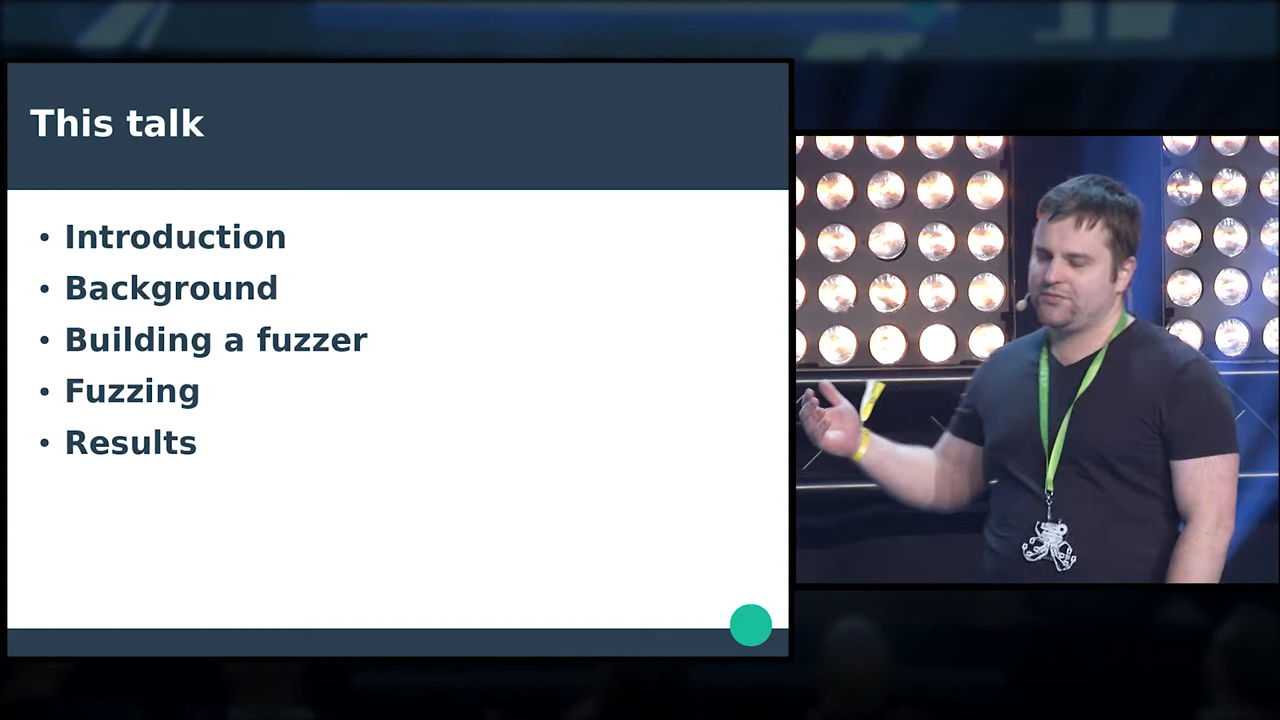 This talk
• Introduction
• Background
• Building a fuzzer
• Fuzzing
• Results